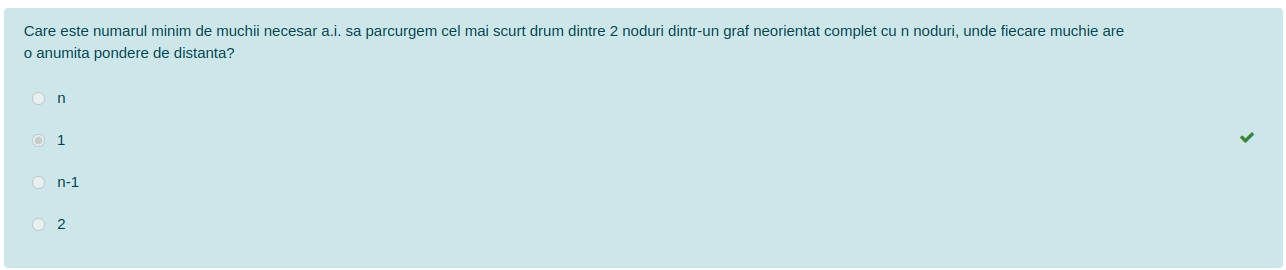 Care este numarul minim de muchii necesar a.i. sa parcurgem cel mai scurt drum dintre 2 noduri dintr-un graf neorientat complet cu n noduri, unde fiecare muchie are
o anumita pondere de distanta?
n
1
n-1
2